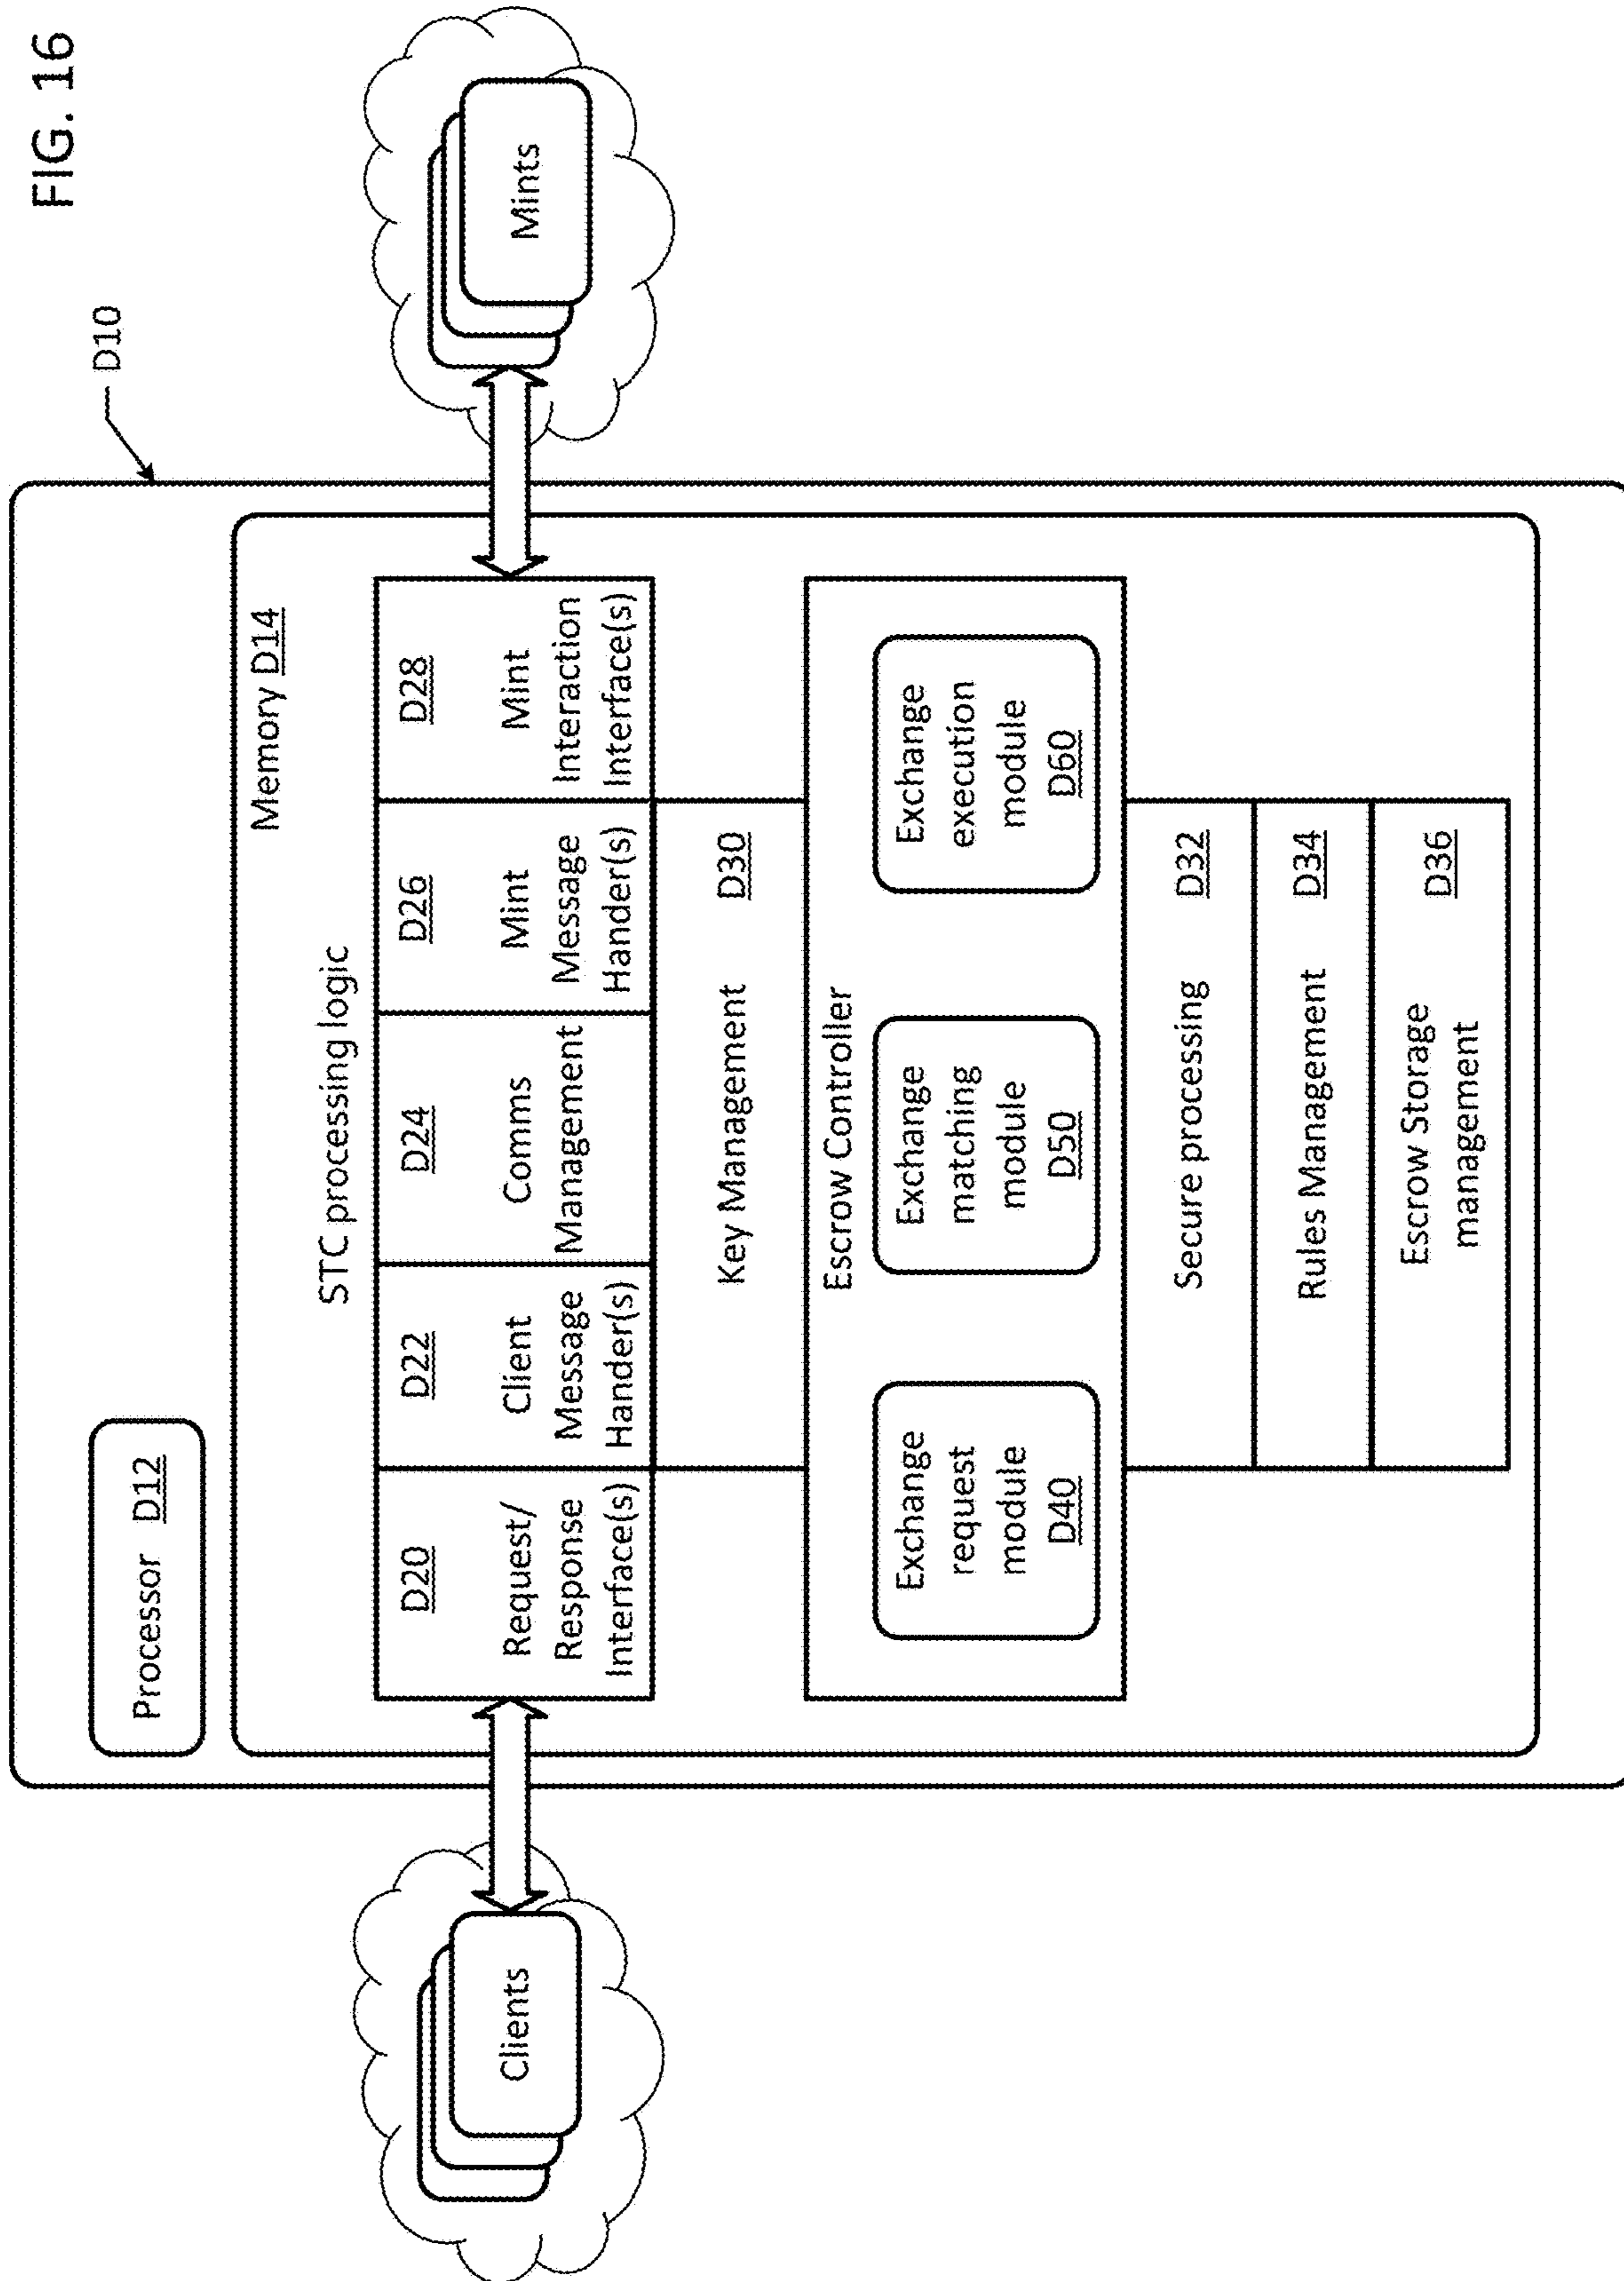 FIG. 16
D10
Processor D12
Memory D14
STC processing logic
D20
Request/
Response
Interface(s)
D22
Client
Message
Hander(s)
D24
Comms
Management
D26
Mint
Message
Hander(s)
D28
Mint
Interaction
Interface(s)
Clients
Mints
Key Management D30
Escrow Controller
Exchange
request
module
D40
Exchange
matching
module
D50
Exchange
execution
module
D60
Secure processing D32
Rules Management D34
Escrow Storage D36
management